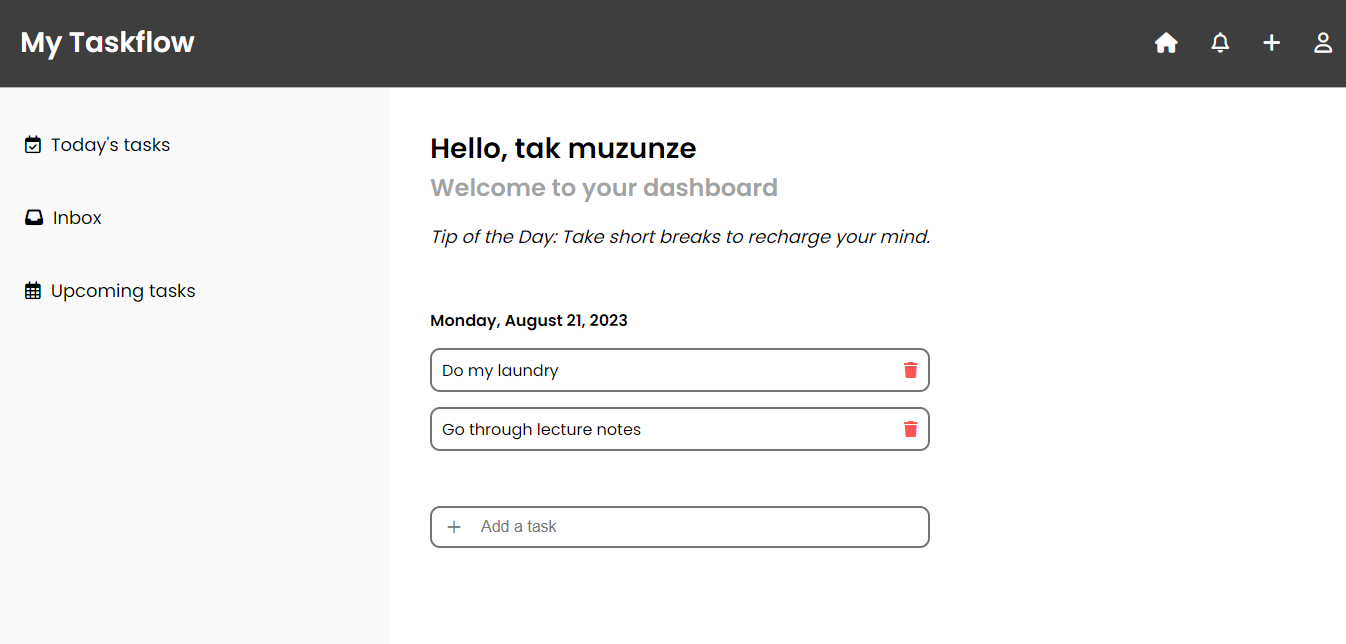 My Taskflow
Today's tasks
Inbox
Upcoming tasks
Hello, tak muzunze
Welcome to your dashboard
Tip of the Day: Take short breaks to recharge your mind.
Monday, August 21, 2023
Do my laundry
Go through lecture notes
Add a task